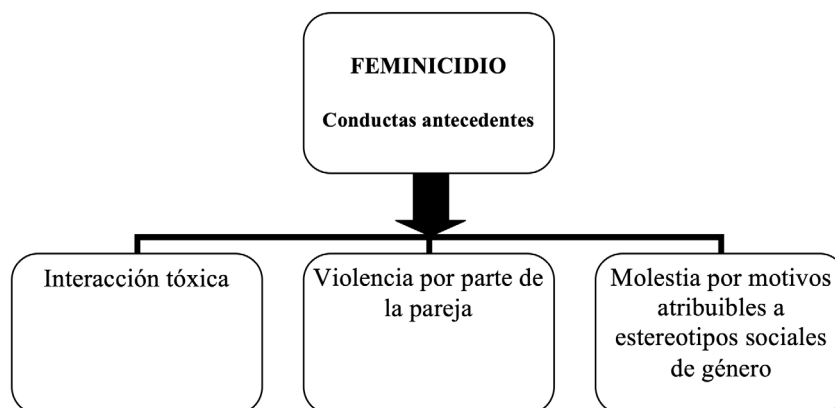 FEMINICIDIO
Conductas antecedentes
Interacción tóxica
Violencia por parte de
la pareja
Molestia por motivos
atribuibles a
estereotipos sociales
de género